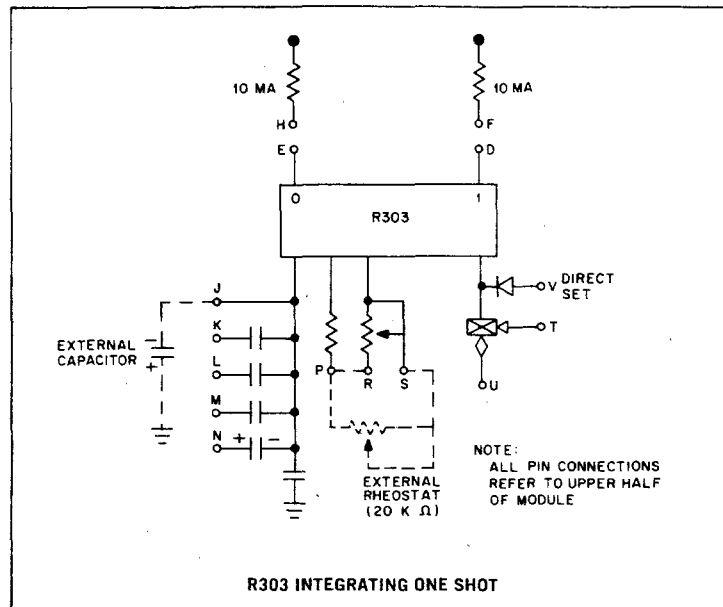 10 MA
10 MA
H
F
E
D
0
1
R303
J
V DIRECT
SET
K
T
EXTERNAL
CAPACITOR
-
+
L
P
R
S
U
M
N
+ -
EXTERNAL
RHEOSTAT
(20 K Ω)
NOTE:
ALL PIN CONNECTIONS
REFER TO UPPER HALF
OF MODULE
R303 INTEGRATING ONE SHOT